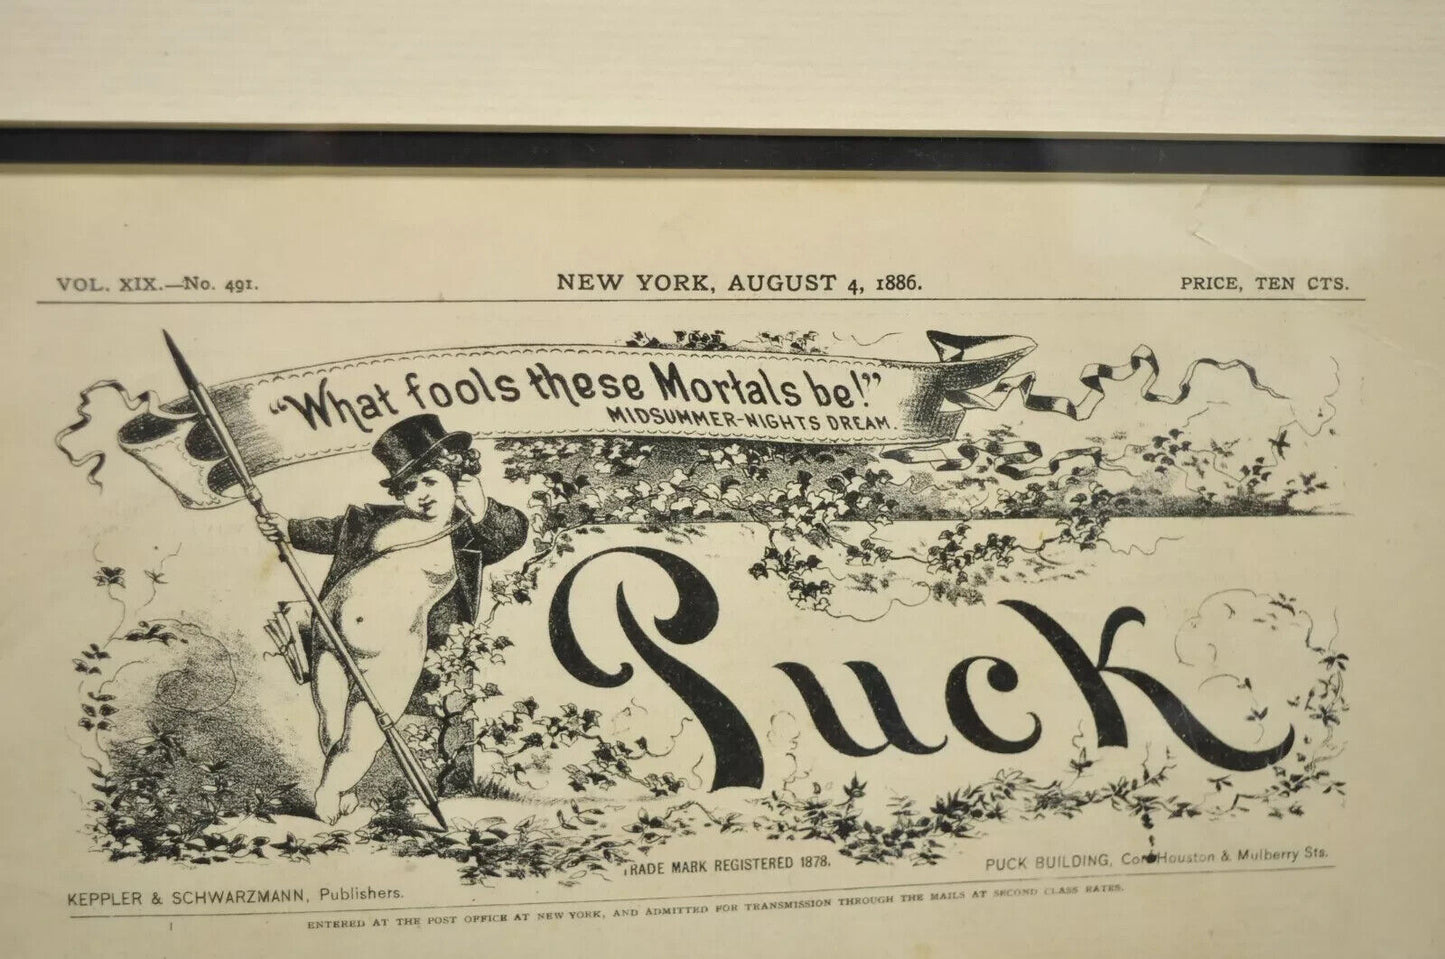 VOL. XIX.—No. 491. NEW YORK, AUGUST 4, 1886. PRICE, TEN CTS.
“What fools these Mortals be!”
MIDSUMMER-NIGHTS DREAM.
Puck
TRADE MARK REGISTERED 1878.
PUCK BUILDING, Cor. Houston & Mulberry Sts.
KEPPLER & SCHWARZMANN, Publishers.
ENTERED AT THE POST OFFICE AT NEW YORK, AND ADMITTED FOR TRANSMISSION THROUGH THE MAILS AT SECOND CLASS RATES.